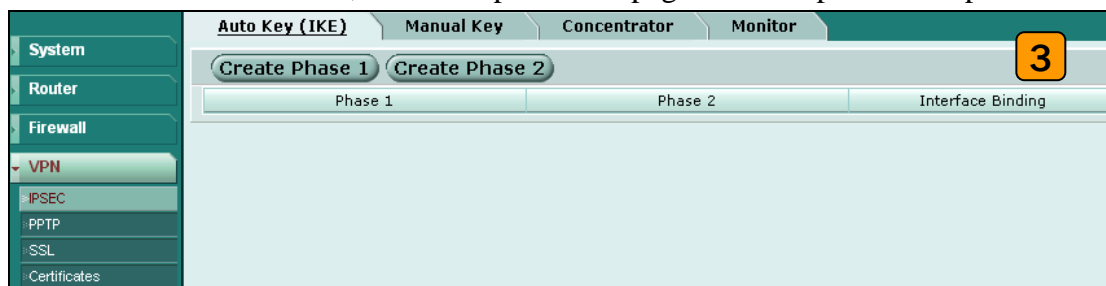 Auto Key (IKE) Manual Key Concentrator Monitor
System
Router
Firewall
VPN
IPSEC
PPTP
SSL
Certificates
Create Phase 1 Create Phase 2
3
Phase 1 Phase 2 Interface Binding